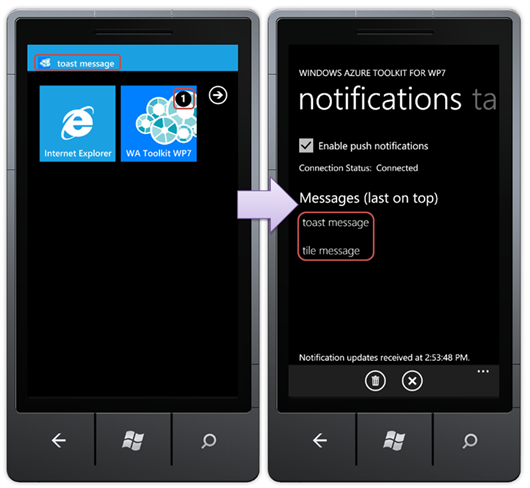 toast message
1
Internet Explorer
WA Toolkit WP7
WINDOWS AZURE TOOLKIT FOR WP7
notifications ta
Enable push notifications
Connection Status: Connected
Messages (last on top)
toast message
tile message
Notification updates received at 2:53:48 PM.